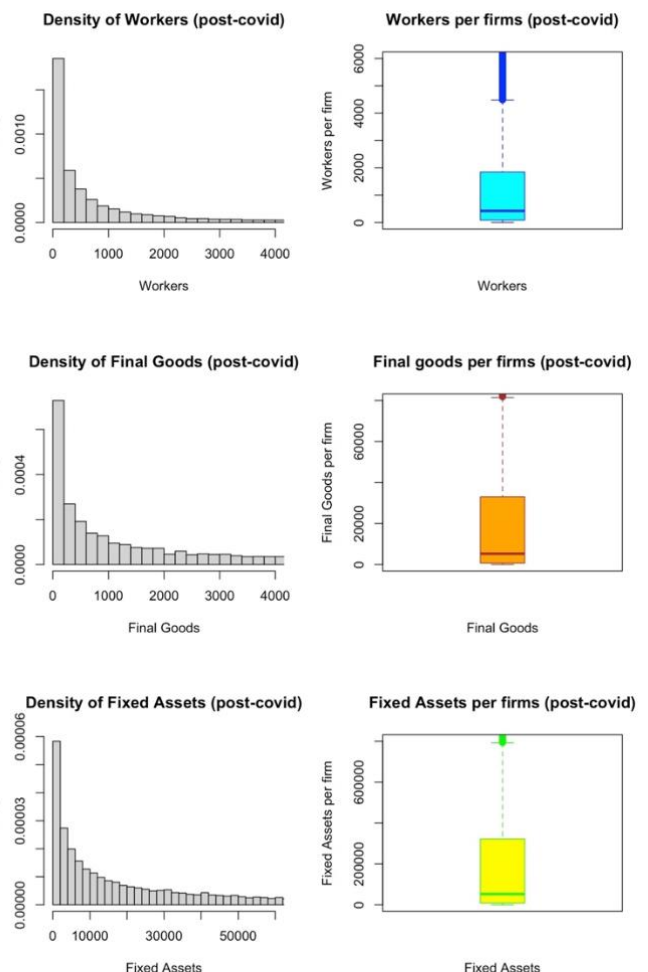 Density of Workers (post-covid)
0.0000 0.0010
0 1000 2000 3000 4000
Workers
Workers per firms (post-covid)
Workers per firm
0 2000 4000 6000
Workers
Density of Final Goods (post-covid)
0.0000 0.0004
0 1000 2000 3000 4000
Final Goods
Final goods per firms (post-covid)
Final Goods per firm
0 20000 60000
Final Goods
Density of Fixed Assets (post-covid)
0.00000 0.00003 0.00006
0 10000 30000 50000
Fixed Assets
Fixed Assets per firms (post-covid)
Fixed Assets per firm
0 200000 600000
Fixed Assets